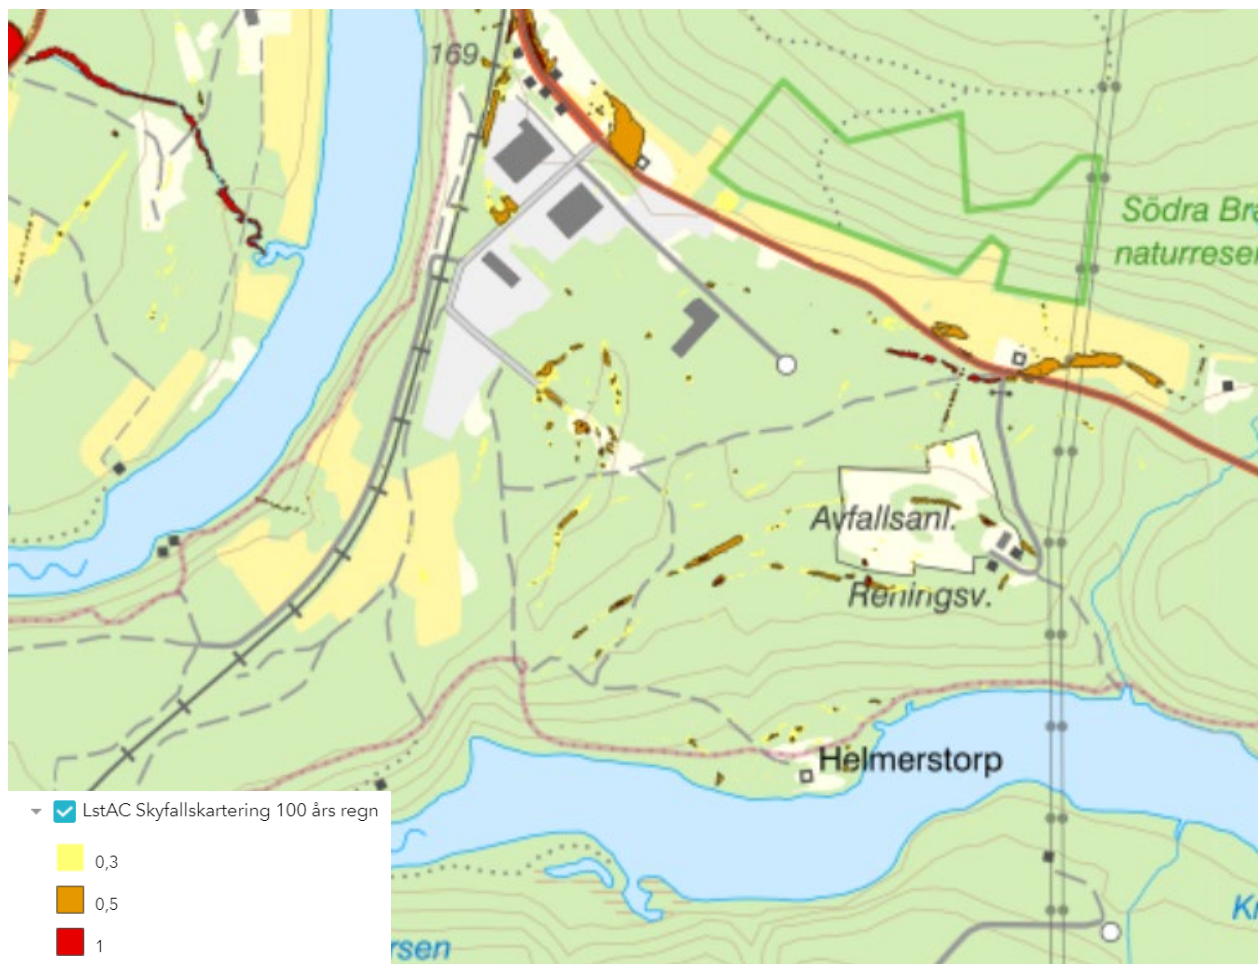 169
Södra Br
naturreser
Avfallsanl.
Reningsv.
Helmerstorp
LstAC Skyfallskartering 100 års regn
0,3
0,5
1
rsen
K